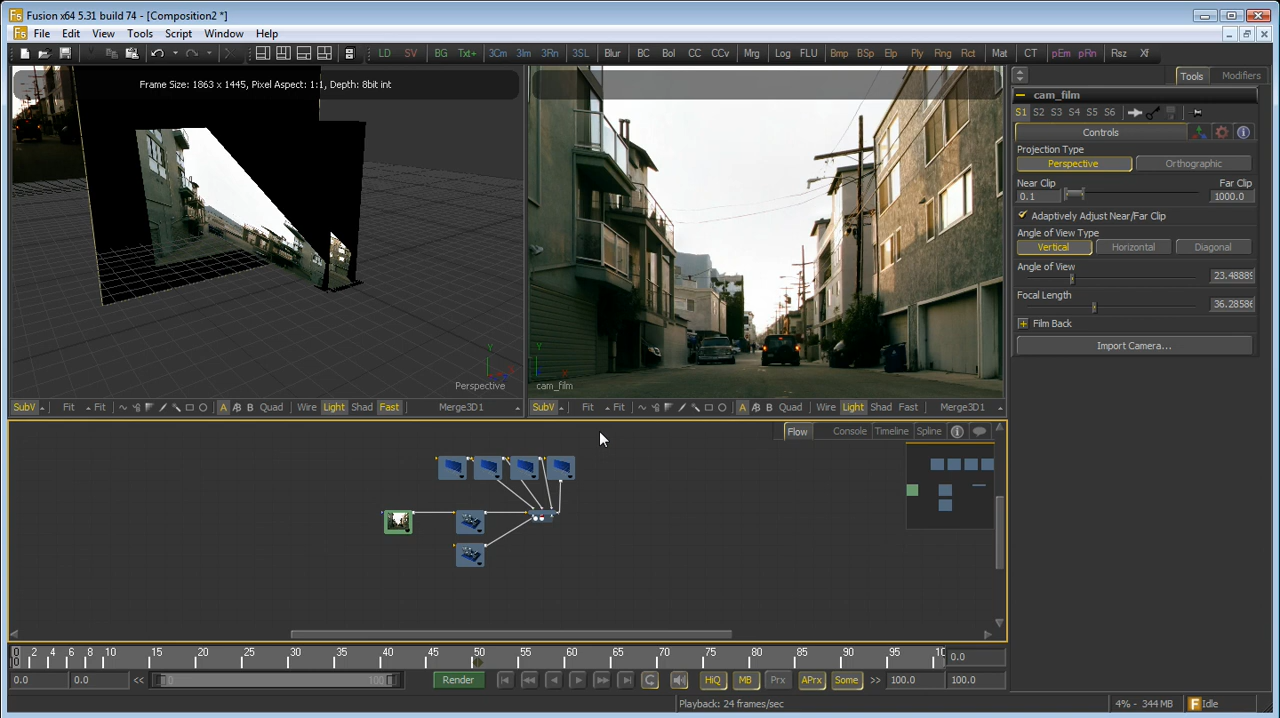 Fusion x64 5.31 build 74 - [Composition2 *]
File Edit View Tools Script Window Help
LD SV BG Txt+ 3Cm 3Im 3Rn 3SL Blur BC Bol CC CCv Mrg Log FLU Bmp BSp Elp Ply Rng Rct Mat CT pEm pRn Rsz Xf
Tools Modifiers
Frame Size: 1863 x 1445, Pixel Aspect: 1:1, Depth: 8bit int
cam_film
S1 S2 S3 S4 S5 S6
Controls
Projection Type
Perspective Orthographic
Near Clip Far Clip
0.1 1000.0
Adaptively Adjust Near/Far Clip
Angle of View Type
Vertical Horizontal Diagonal
Angle of View
23.48889
Focal Length
Film Back
Import Camera...
Y
Perspective
Y
cam_film
SubV Fit Fit A B Quad Wire Light Shad Fast Merge3D1
SubV Fit Fit A B Quad Wire Light Shad Fast Merge3D1
Flow Console Timeline Spline
0 2 4 6 8 10 15 20 25 30 35 40 45 50 55 60 65 70 75 80 85 90 95 0.0
0.0 0.0 << 0 100 Render HiQ MB Prx APrx Some >> 100.0 100.0
Playback: 24 frames/sec 4% - 344 MB Idle